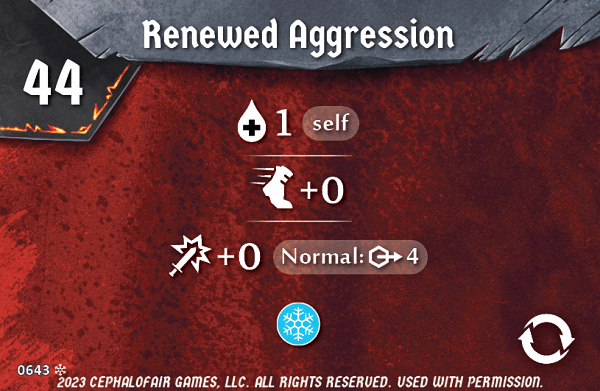 Renewed Aggression
44
1 self
+0
+0 Normal: 4
0643
2023 CEPHALOFAIR GAMES, LLC. ALL RIGHTS RESERVED. USED WITH PERMISSION.